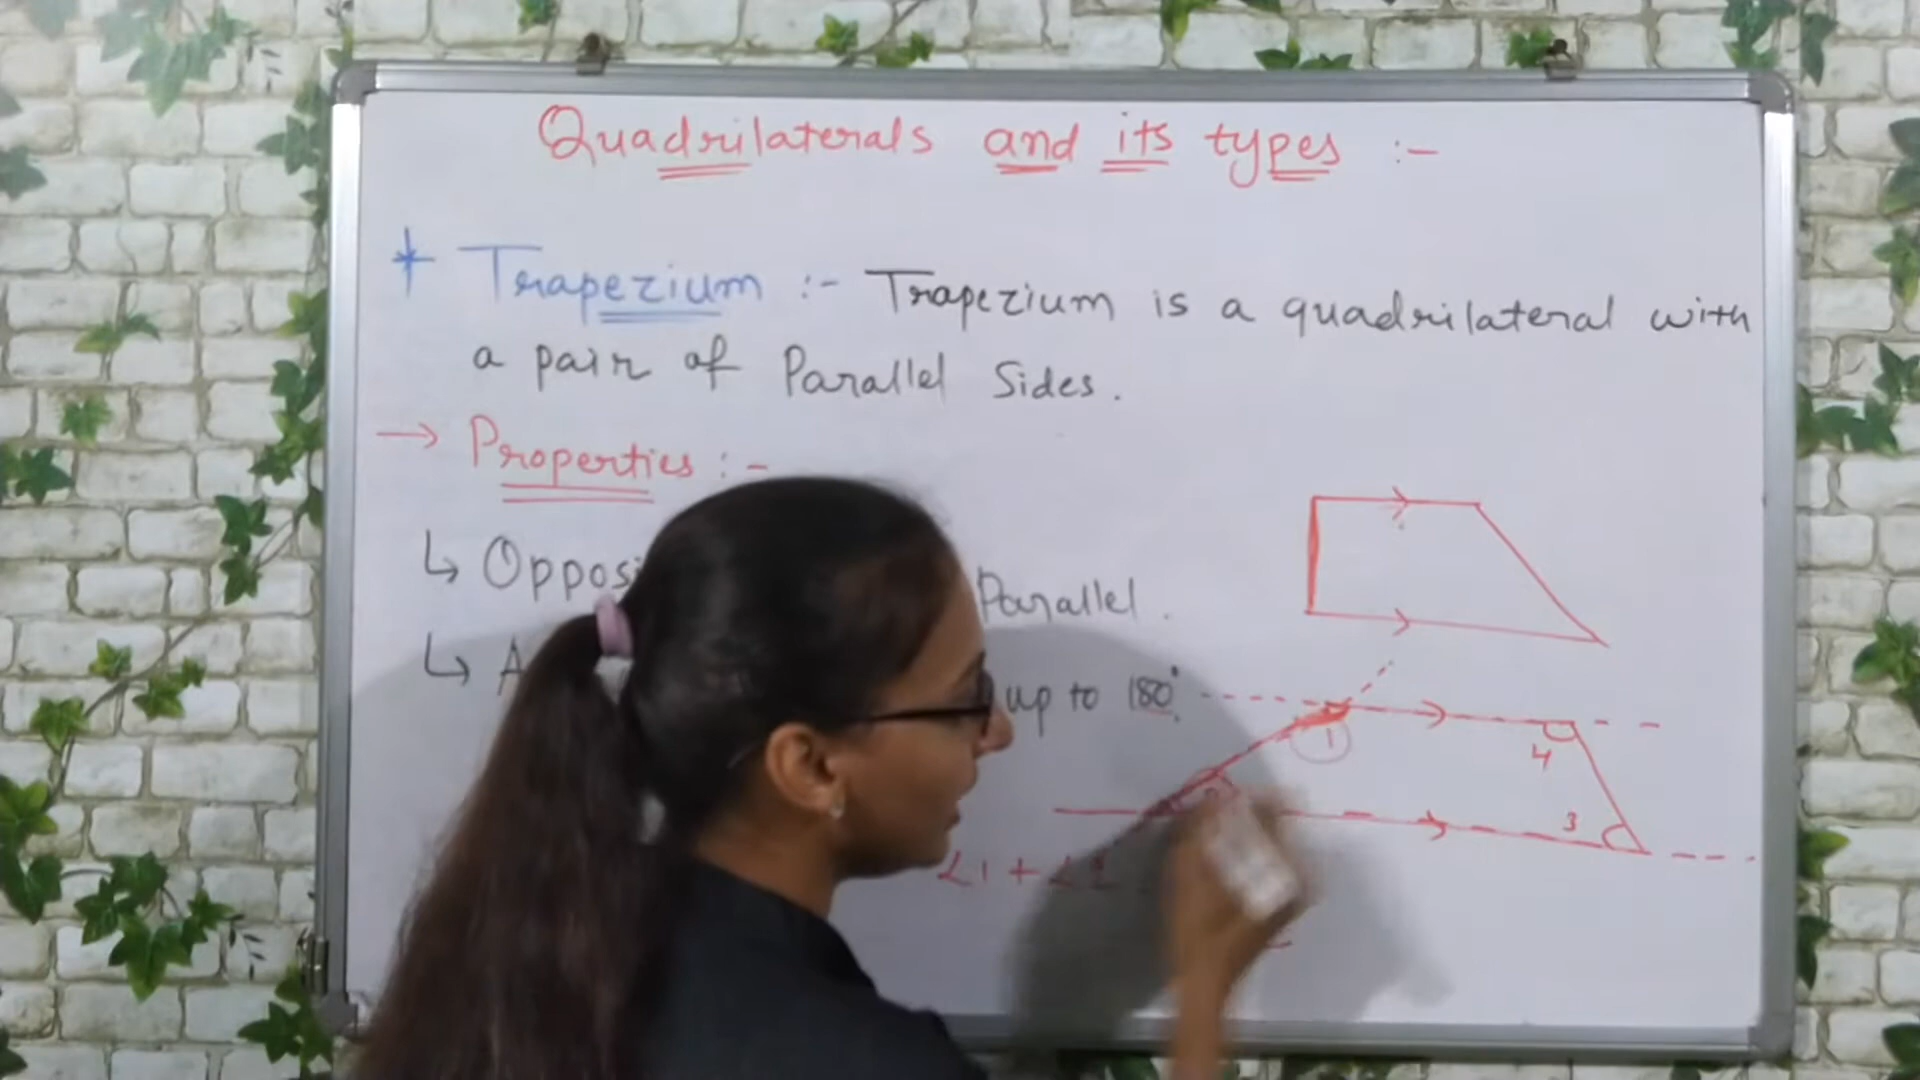 Quadrilaterals and its types :-
* Trapezium :- Trapezium is a quadrilateral with
a pair of Parallel Sides.
→ Properties :-
↳ Parallel.
↳ up to 180°.
1
4
3
∠1 + ∠2